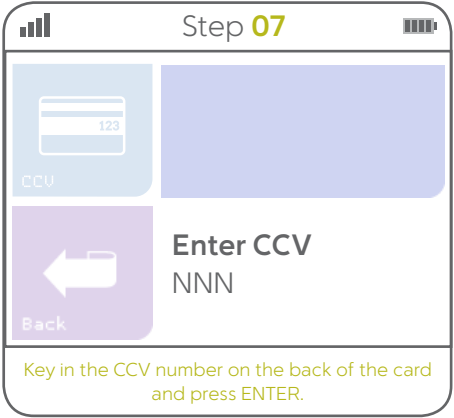 Step 07
123
CCV
Enter CCV
NNN
Back
Key in the CCV number on the back of the card
and press ENTER.